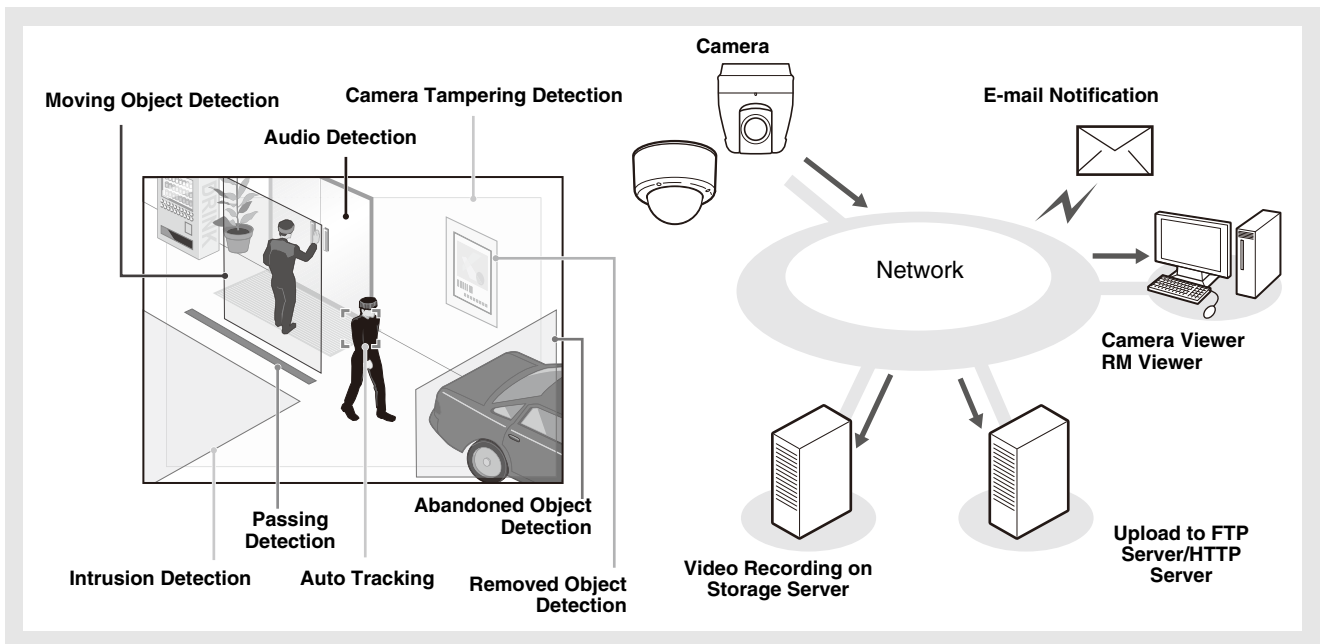 Camera
Moving Object Detection
Camera Tampering Detection
E-mail Notification
Audio Detection
DRINK
Network
Camera Viewer
RM Viewer
Abandoned Object
Detection
Passing
Detection
Intrusion Detection
Auto Tracking
Removed Object
Detection
Video Recording on
Storage Server
Upload to FTP
Server/HTTP
Server